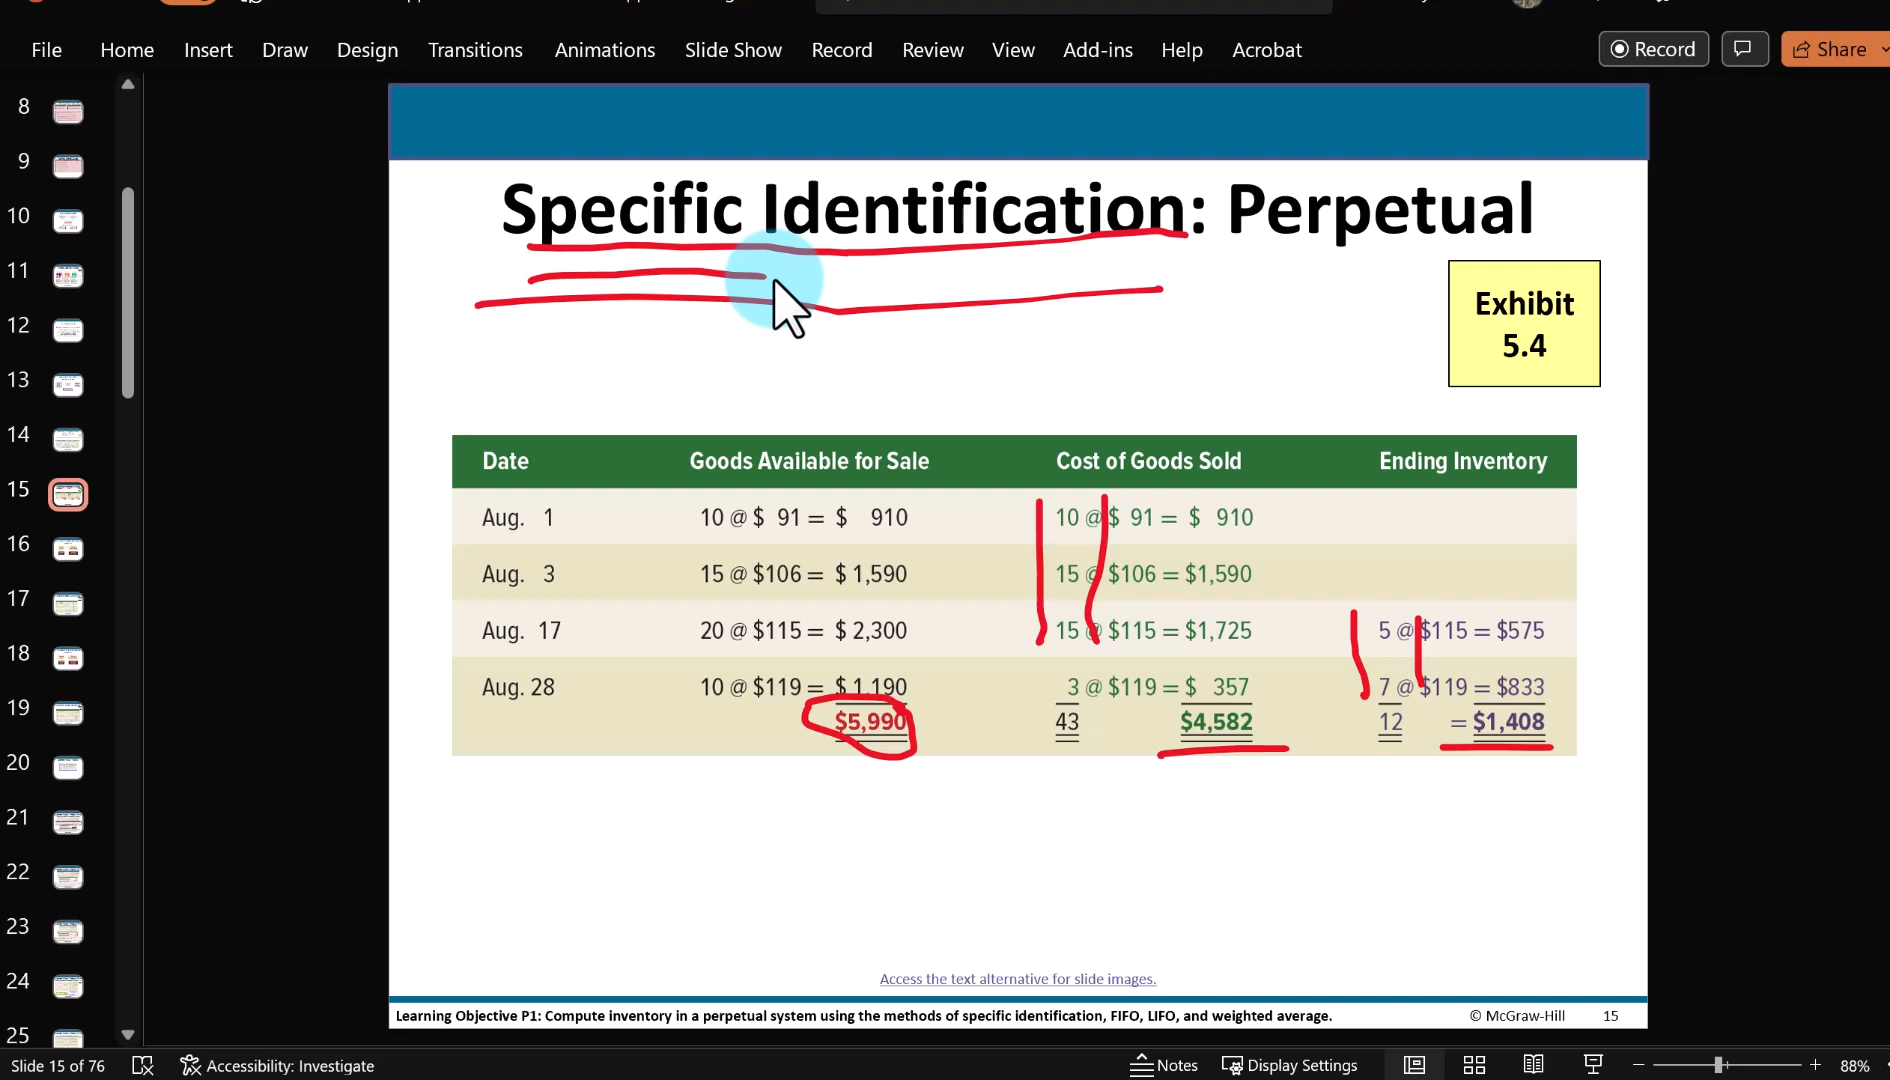 File Home Insert Draw Design Transitions Animations Slide Show Record Review View Add-ins Help Acrobat Record Share
8
9
10
11
12
13
14
15
16
17
18
19
20
21
22
23
24
25
Specific Identification: Perpetual
Exhibit
5.4
Date Goods Available for Sale Cost of Goods Sold Ending Inventory
Aug. 1 10 @ $ 91 = $ 910 10 @ $ 91 = $ 910
Aug. 3 15 @ $106 = $ 1,590 15 @ $106 = $1,590
Aug. 17 20 @ $115 = $ 2,300 15 @ $115 = $1,725 5 @ $115 = $575
Aug. 28 10 @ $119 = $ 1,190 3 @ $119 = $ 357 7 @ $119 = $833
$5,990 43 $4,582 12 = $1,408
Access the text alternative for slide images.
Learning Objective P1: Compute inventory in a perpetual system using the methods of specific identification, FIFO, LIFO, and weighted average. © McGraw-Hill 15
Slide 15 of 76 Accessibility: Investigate Notes Display Settings 88%